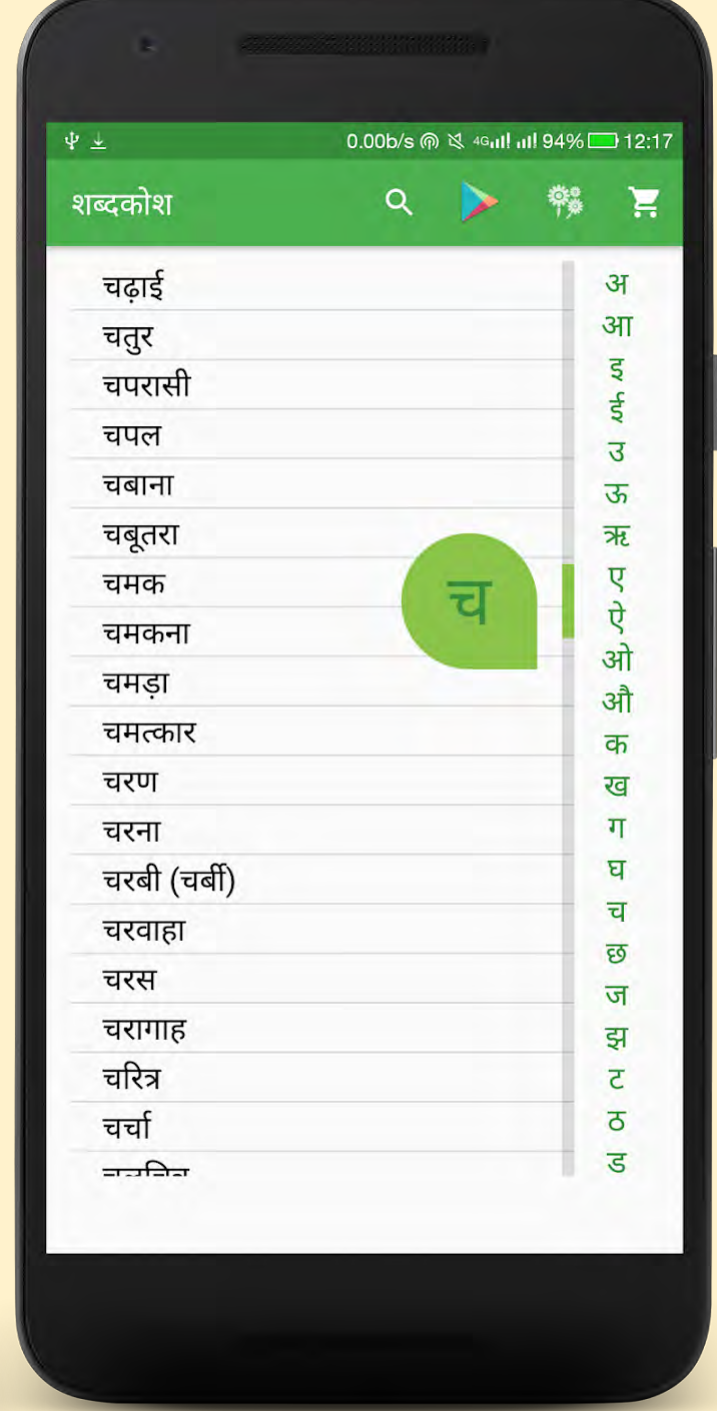 0.00b/s 4G 94% 12:17
शब्दकोश
चढ़ाई
चतुर
चपरासी
चपल
चबाना
चबूतरा
चमक
चमकना
चमड़ा
चमत्कार
चरण
चरना
चरबी (चर्बी)
चरवाहा
चरस
चरागाह
चरित्र
चर्चा
च
अ
आ
इ
ई
उ
ऊ
ऋ
ए
ऐ
ओ
औ
क
ख
ग
घ
च
छ
ज
झ
ट
ठ
ड